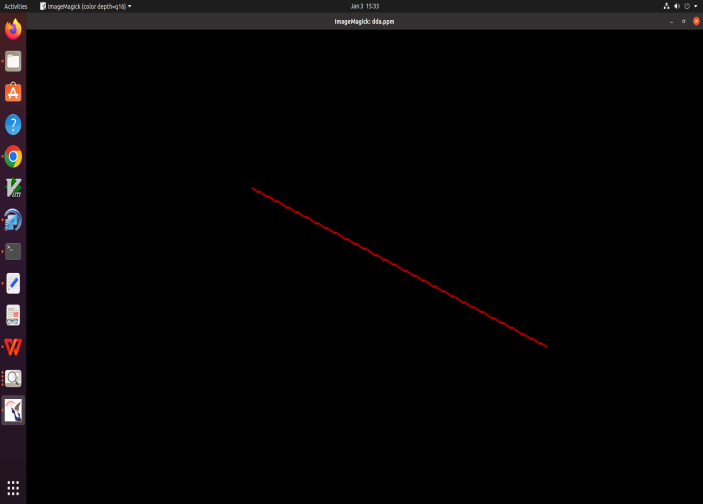 Activities
ImageMagick (color depth=q16)
Jan 3 15:33
ImageMagick: dda.ppm